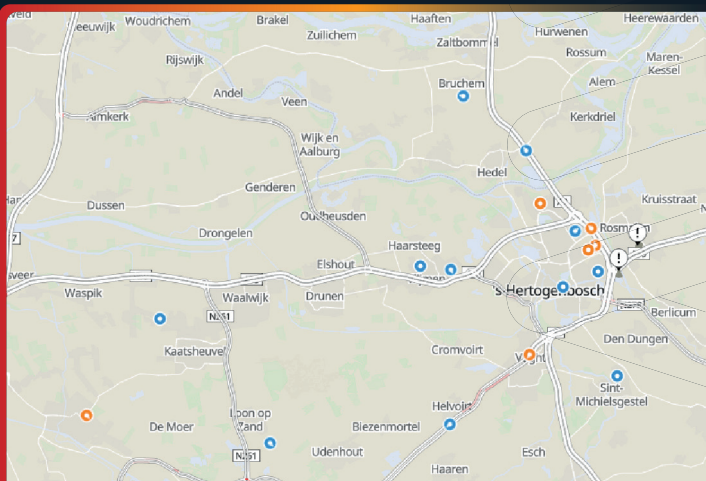 Woudrichem
Brakel
Haaften
Heerewaarden
Zuilichem
Zaltbommel
Hurwenen
Rossum
Rijswijk
Maren-
Kessel
Bruchem
Alem
Andel
Veen
Kerkdriel
Almkerk
Wijk en
Aalburg
Hedel
Genderen
Kruisstraat
Dussen
Oudheusden
Drongelen
Rosmalen
!
Haarsteeg
!
Elshout
Waspik
Waalwijk
Drunen
's-Hertogenbosch
N261
Berlicum
Den Dungen
Kaatsheuvel
Cromvoirt
Vught
Sint-
Michielsgestel
Helvoirt
Loon op
Zand
De Moer
Biezenmortel
Udenhout
Esch
N261
Haaren